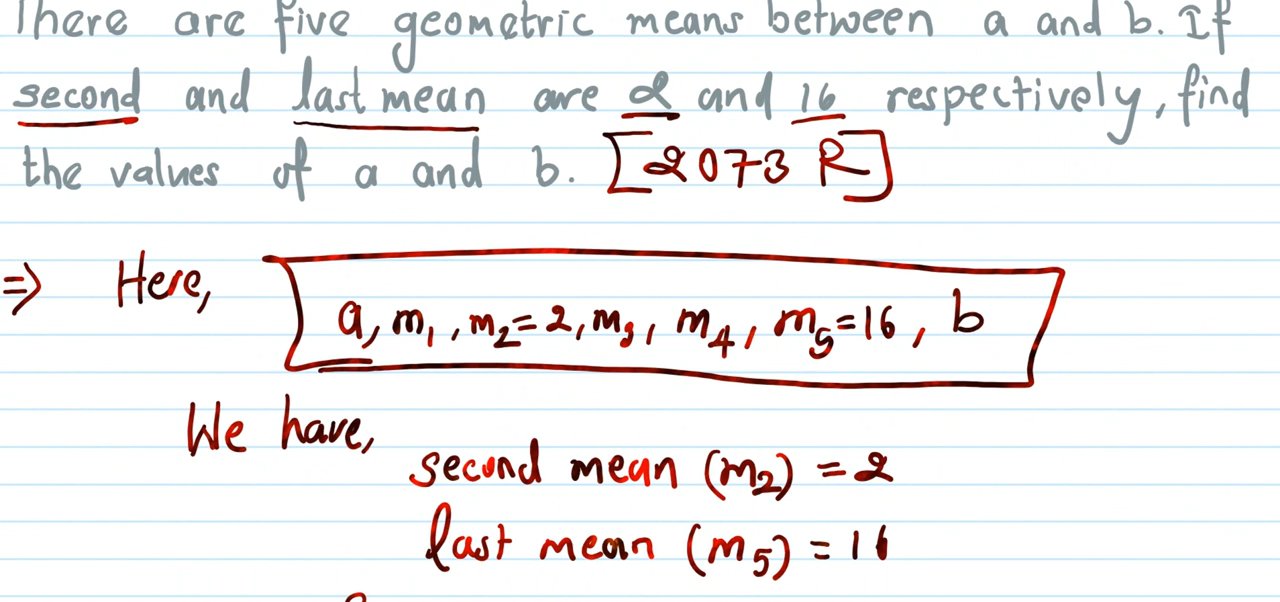 There are five geometric means between a and b. If
second and last mean are 2 and 16 respectively, find
the values of a and b. [2073 R]
⇒ Here,
a, m₁, m₂=2, m₃, m₄, m₅=16, b
We have,
second mean (m₂) = 2
last mean (m₅) = 16